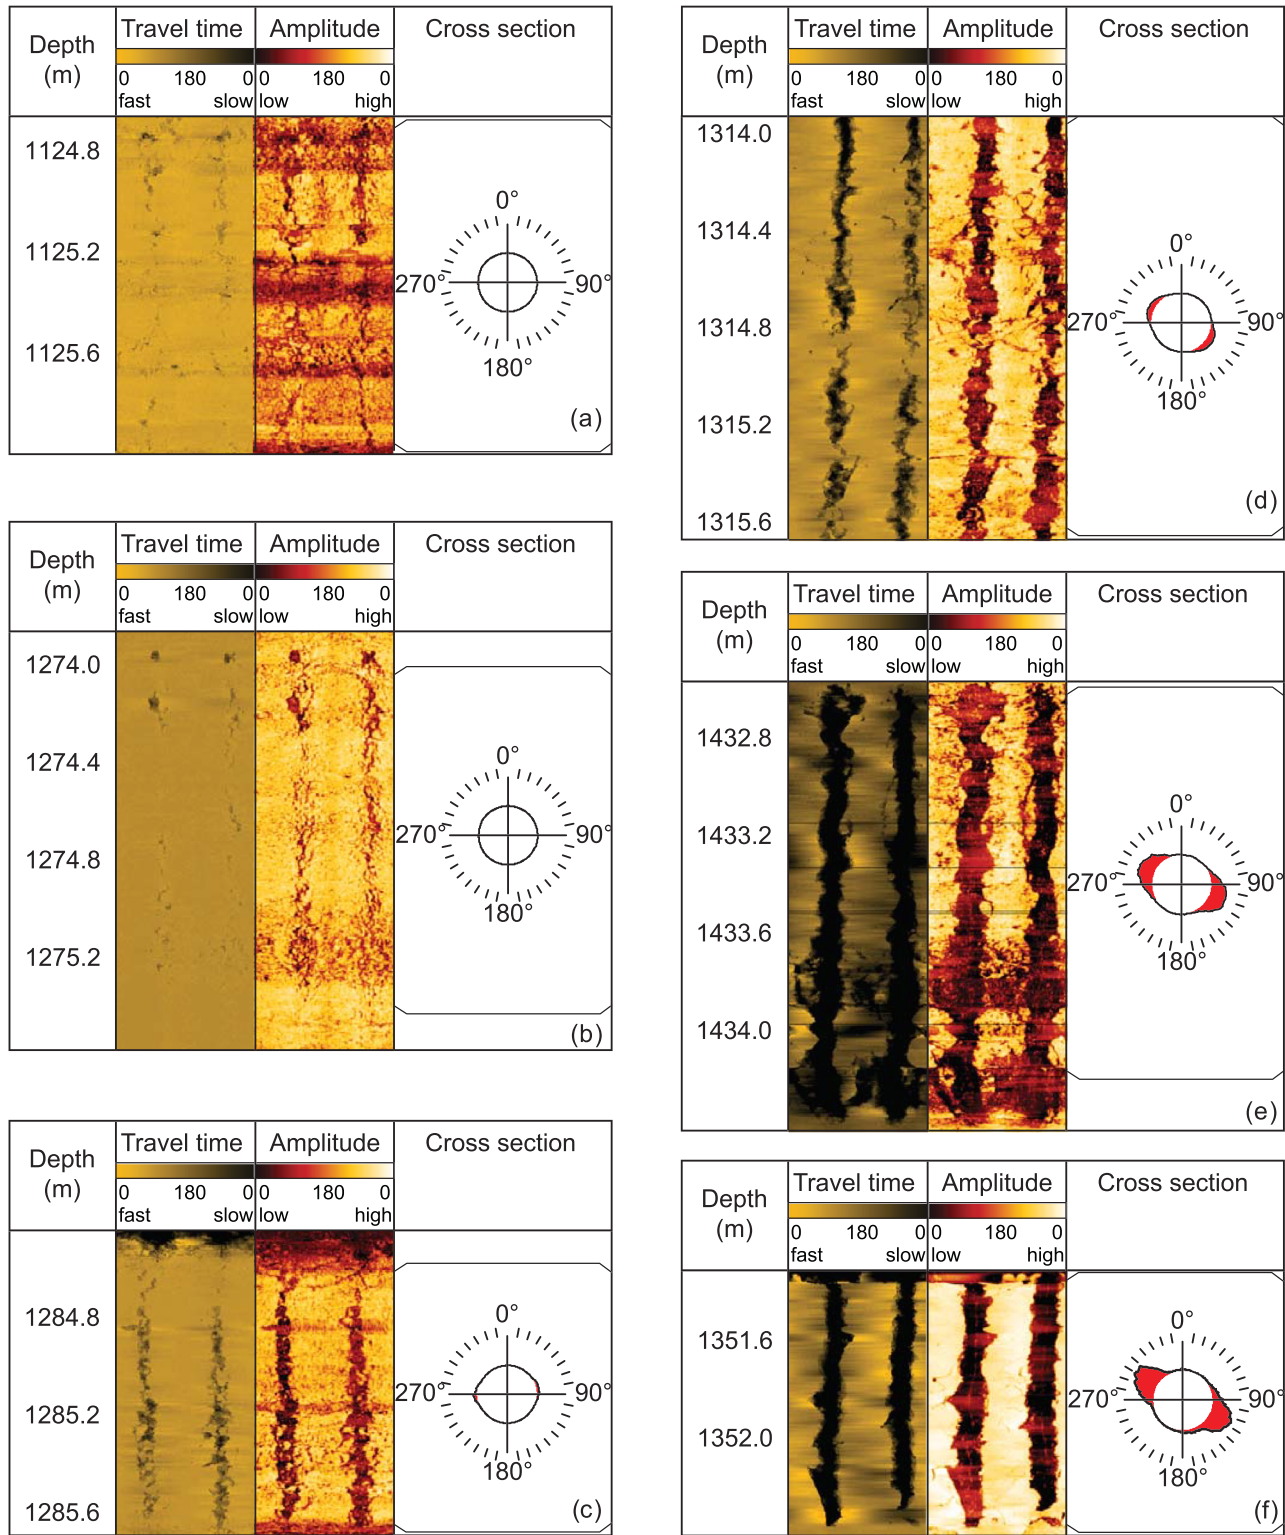 Depth
(m)
Travel time
Amplitude
Cross section
0 180 0
0 180 0
fast slow
low high
1124.8
1125.2
1125.6
0°
270° 90°
180°
(a)
Depth
(m)
Travel time
Amplitude
Cross section
0 180 0
0 180 0
fast slow
low high
1274.0
1274.4
1274.8
1275.2
0°
270° 90°
180°
(b)
Depth
(m)
Travel time
Amplitude
Cross section
0 180 0
0 180 0
fast slow
low high
1284.8
1285.2
1285.6
0°
270° 90°
180°
(c)
Depth
(m)
Travel time
Amplitude
Cross section
0 180 0
0 180 0
fast slow
low high
1314.0
1314.4
1314.8
1315.2
1315.6
0°
270° 90°
180°
(d)
Depth
(m)
Travel time
Amplitude
Cross section
0 180 0
0 180 0
fast slow
low high
1432.8
1433.2
1433.6
1434.0
0°
270° 90°
180°
(e)
Depth
(m)
Travel time
Amplitude
Cross section
0 180 0
0 180 0
fast slow
low high
1351.6
1352.0
0°
270° 90°
180°
(f)